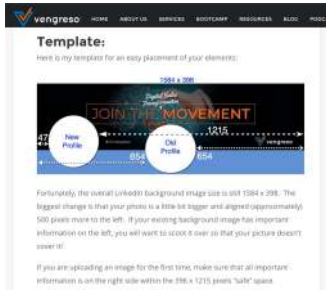 vengreso HOME ABOUT US SERVICES BOOTCAMP RESOURCES BLOG
Template:
Here is my template for an easy placement of your elements:
1584 x 398
Digital Sales
Transformation
JOIN THE MOVEMENT
1215
47
New
Profile
Old
Profile
vengreso
654
654
Fortunately, the overall LinkedIn background image size is still 1584 x 398. The
biggest change is that your photo is a little bit bigger and aligned (approximately)
500 pixels more to the left. If your existing background image has important
information on the left, you will want to scoot it over so that your picture doesn't
cover it!
If you are uploading an image for the first time, make sure that all important
information is on the right side within the 396 x 1215 pixels "safe" space.